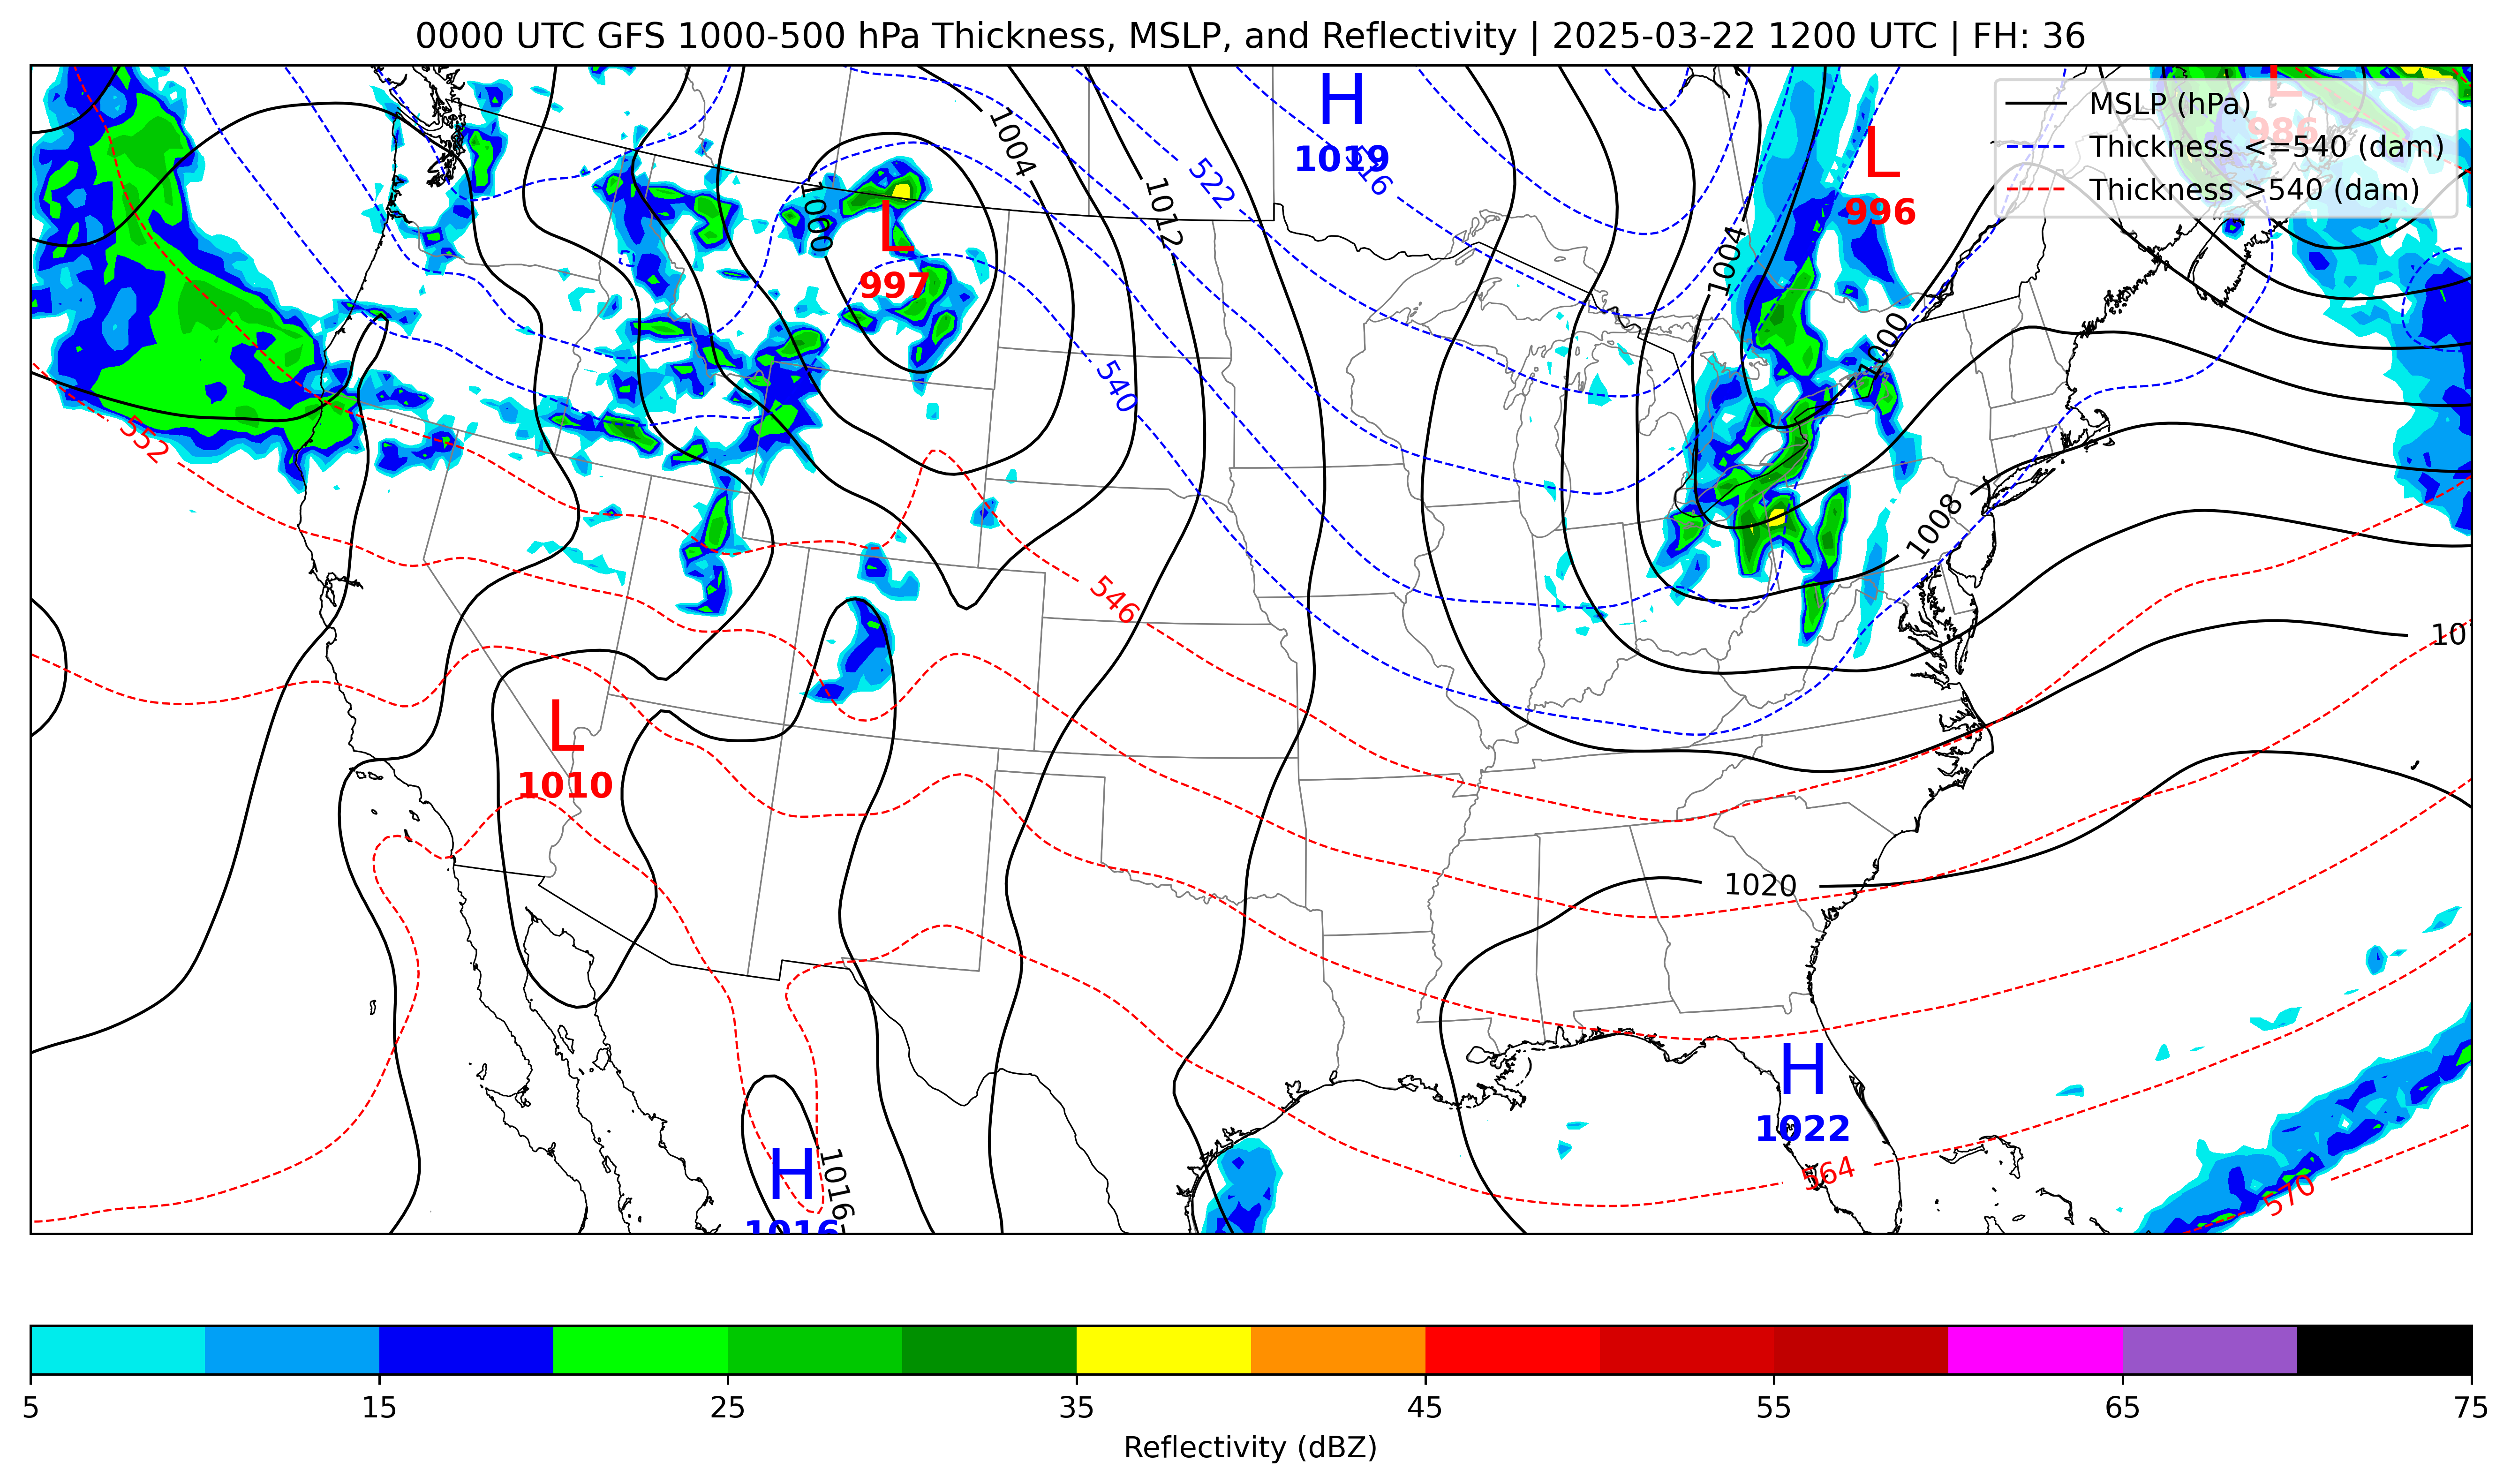 0000 UTC GFS 1000-500 hPa Thickness, MSLP, and Reflectivity | 2025-03-22 1200 UTC | FH: 36
MSLP (hPa)
Thickness <=540 (dam)
Thickness >540 (dam)
L
986
H
1019
516
522
L
996
1004
1012
1000
L
997
1004
1000
540
552
1008
546
10
L
1010
1020
H
1022
564
570
H
1016
1016
5 15 25 35 45 55 65 75
Reflectivity (dBZ)